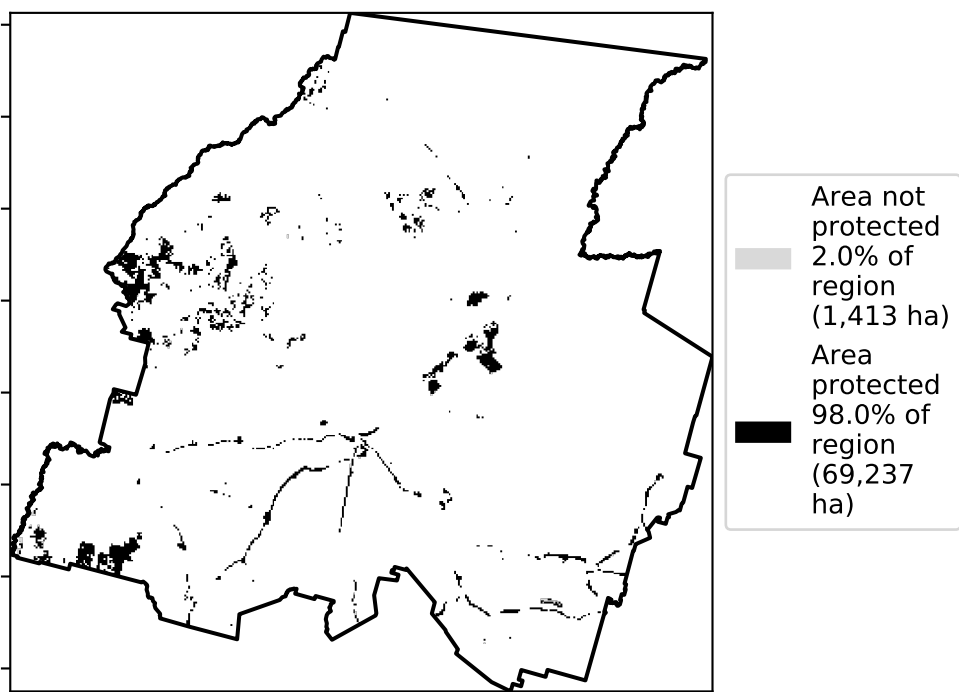 Area not
protected
2.0% of
region
(1,413 ha)
Area
protected
98.0% of
region
(69,237
ha)